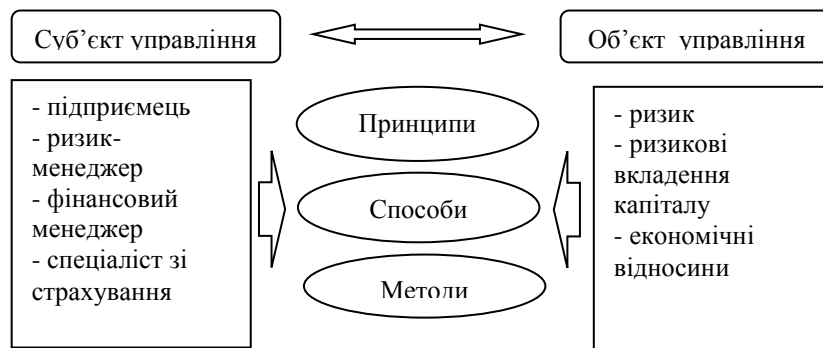 Суб’єкт управління
Об’єкт управління
- підприємець
- ризик-
менеджер
- фінансовий
менеджер
- спеціаліст зі
страхування
Принципи
Способи
Методи
- ризик
- ризикові
вкладення
капіталу
- економічні
відносини